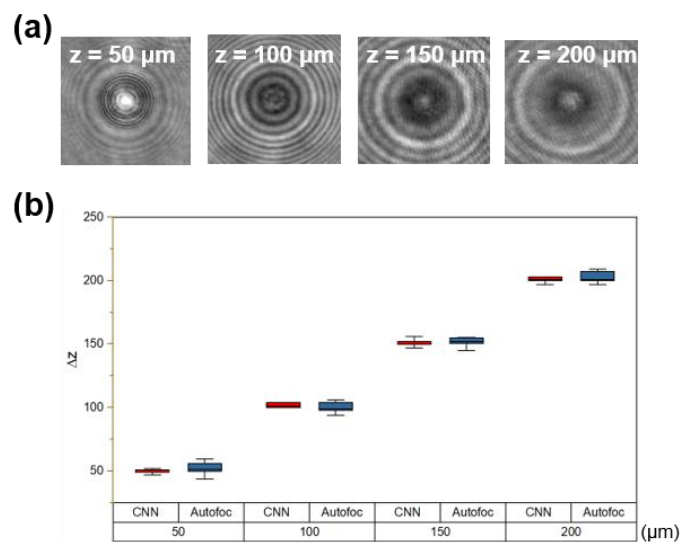 (a)
z = 50 μm z = 100 μm z = 150 μm z = 200 μm
(b)
250
200
150
100
50
Δz
CNN Autofoc CNN Autofoc CNN Autofoc CNN Autofoc
50 100 150 200 (μm)